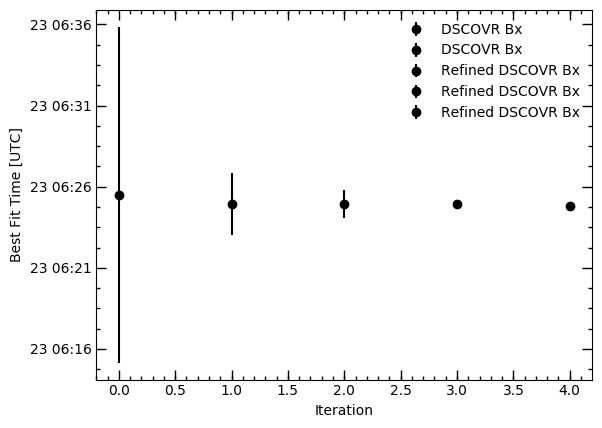 23 06:36
23 06:31
23 06:26
23 06:21
23 06:16
Best Fit Time [UTC]
DSCOVR Bx
DSCOVR Bx
Refined DSCOVR Bx
Refined DSCOVR Bx
Refined DSCOVR Bx
0.0 0.5 1.0 1.5 2.0 2.5 3.0 3.5 4.0
Iteration